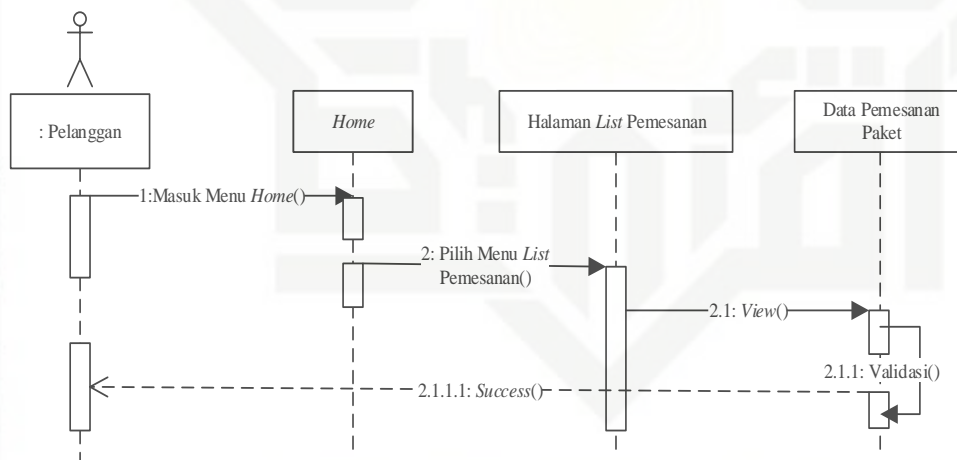 : Pelanggan
Home
Halaman List Pemesanan
Data Pemesanan
Paket
1:Masuk Menu Home()
2: Pilih Menu List
Pemesanan()
2.1: View()
2.1.1: Validasi()
2.1.1.1: Success()